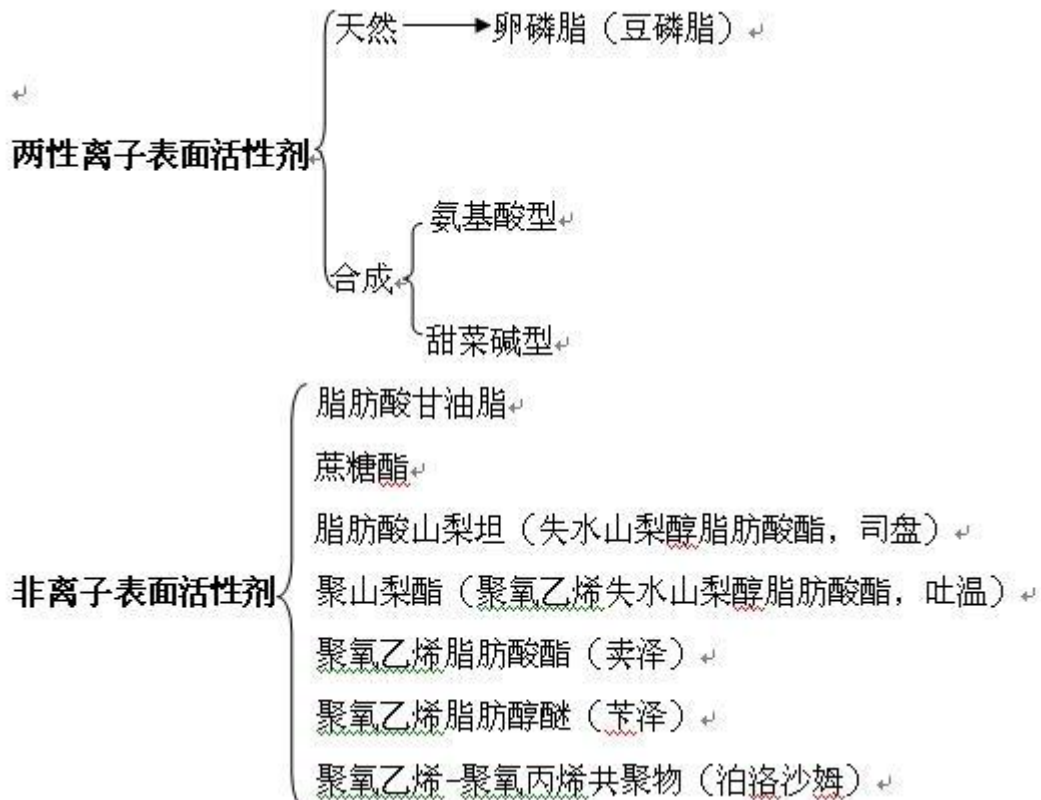 天然 卵磷脂（豆磷脂）
两性离子表面活性剂
氨基酸型
合成
甜菜碱型
脂肪酸甘油脂
蔗糖酯
脂肪酸山梨坦（失水山梨醇脂肪酸酯，司盘）
非离子表面活性剂
聚山梨酯（聚氧乙烯失水山梨醇脂肪酸酯，吐温）
聚氧乙烯脂肪酸酯（卖泽）
聚氧乙烯脂肪醇醚（苄泽）
聚氧乙烯-聚氧丙烯共聚物（泊洛沙姆）